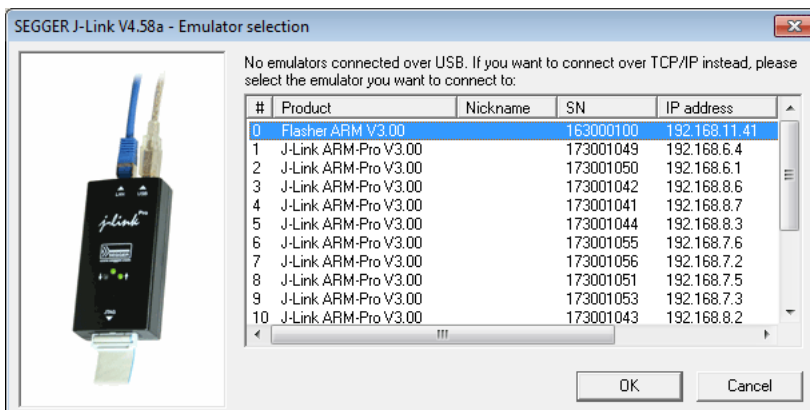 SEGGER J-Link V4.58a - Emulator selection
No emulators connected over USB. If you want to connect over TCP/IP instead, please
select the emulator you want to connect to:
# Product Nickname SN IP address
0 Flasher ARM V3.00 163000100 192.168.11.41
1 J-Link ARM-Pro V3.00 173001049 192.168.6.4
2 J-Link ARM-Pro V3.00 173001050 192.168.6.1
3 J-Link ARM-Pro V3.00 173001042 192.168.8.6
4 J-Link ARM-Pro V3.00 173001041 192.168.8.7
5 J-Link ARM-Pro V3.00 173001044 192.168.8.3
6 J-Link ARM-Pro V3.00 173001055 192.168.7.6
7 J-Link ARM-Pro V3.00 173001056 192.168.7.2
8 J-Link ARM-Pro V3.00 173001051 192.168.7.5
9 J-Link ARM-Pro V3.00 173001053 192.168.7.3
10 J-Link ARM-Pro V3.00 173001043 192.168.8.2
LAN USB
J-Link Pro
SEGGER
JTAG
OK Cancel